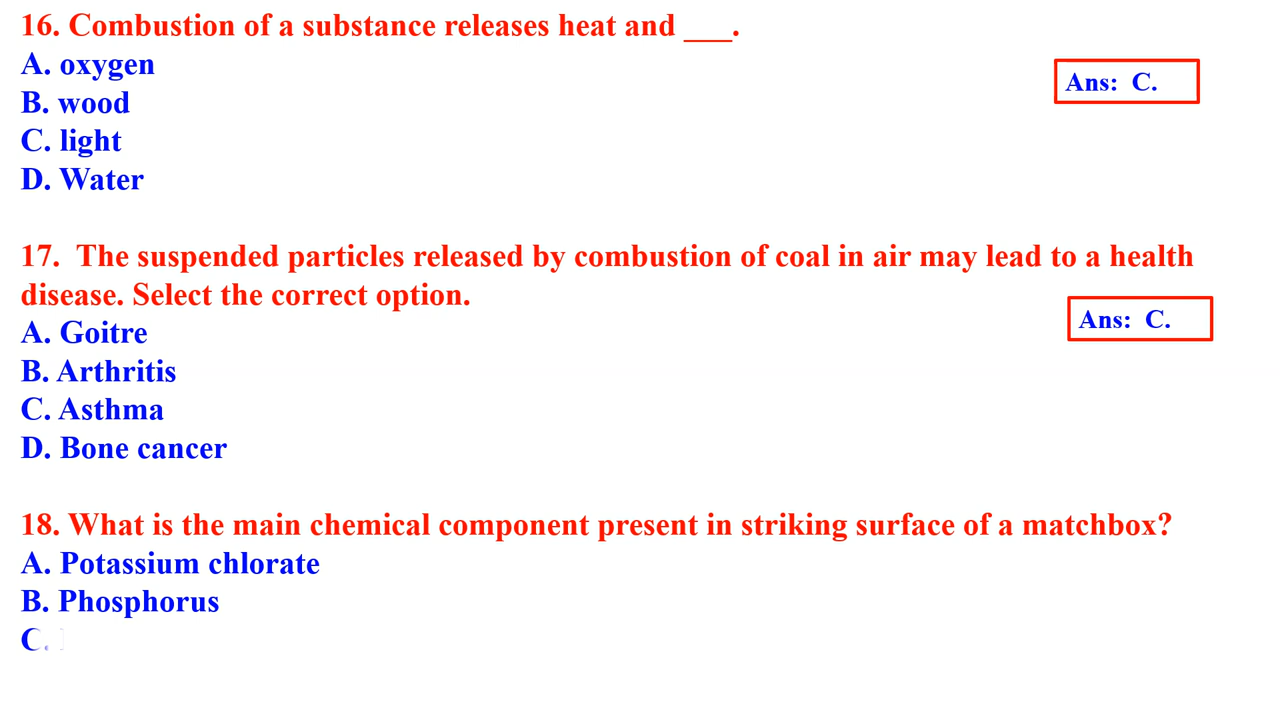 16. Combustion of a substance releases heat and ___.
A. oxygen
Ans:  C.
B. wood
C. light
D. Water
17.  The suspended particles released by combustion of coal in air may lead to a health
disease. Select the correct option.
Ans:  C.
A. Goitre
B. Arthritis
C. Asthma
D. Bone cancer
18. What is the main chemical component present in striking surface of a matchbox?
A. Potassium chlorate
B. Phosphorus
C.